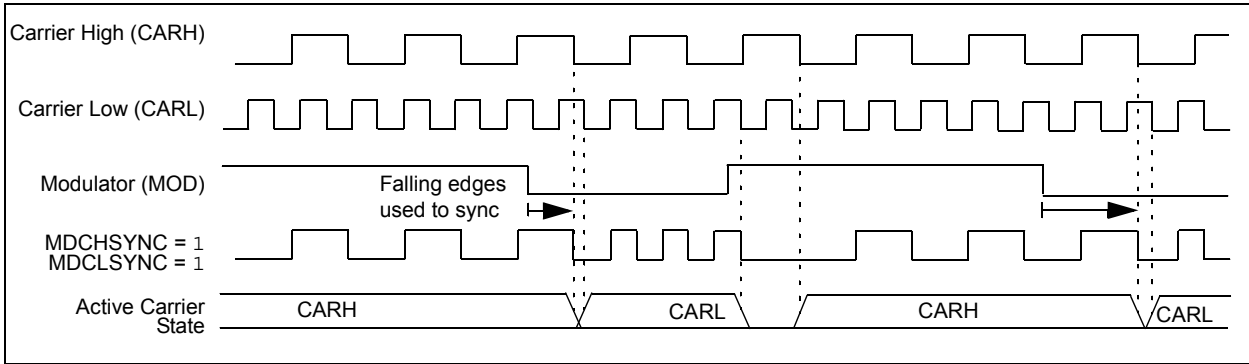 Carrier High (CARH)
Carrier Low (CARL)
Modulator (MOD)
Falling edges
used to sync
MDCHSYNC = 1
MDCLSYNC = 1
Active Carrier
State
CARH
CARL
CARH
CARL